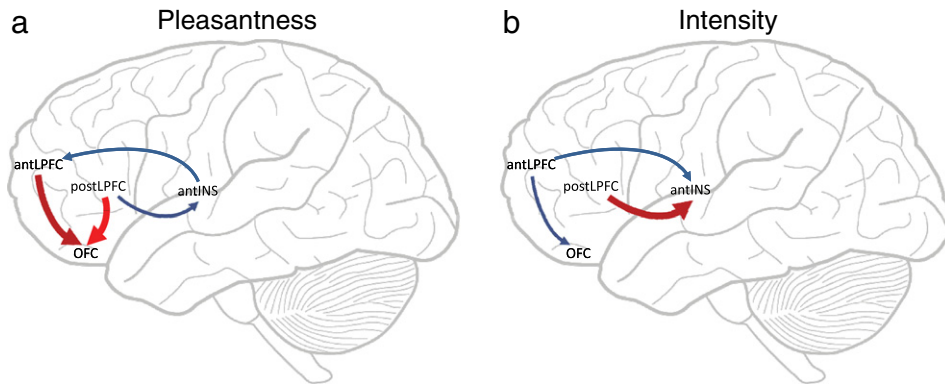 a Pleasantness
antLPFC
postLPFC
antINS
OFC
b Intensity
antLPFC
postLPFC
antINS
OFC